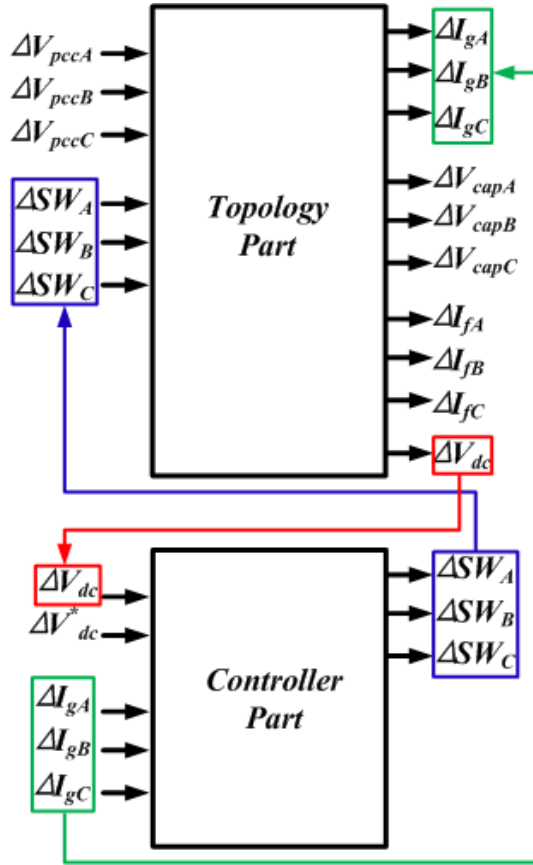 ΔV_pccA
ΔV_pccB
ΔV_pccC
ΔSW_A
ΔSW_B
ΔSW_C
Topology
Part
ΔI_gA
ΔI_gB
ΔI_gC
ΔV_capA
ΔV_capB
ΔV_capC
ΔI_fA
ΔI_fB
ΔI_fC
ΔV_dc
ΔV_dc
ΔV*_dc
ΔI_gA
ΔI_gB
ΔI_gC
Controller
Part
ΔSW_A
ΔSW_B
ΔSW_C